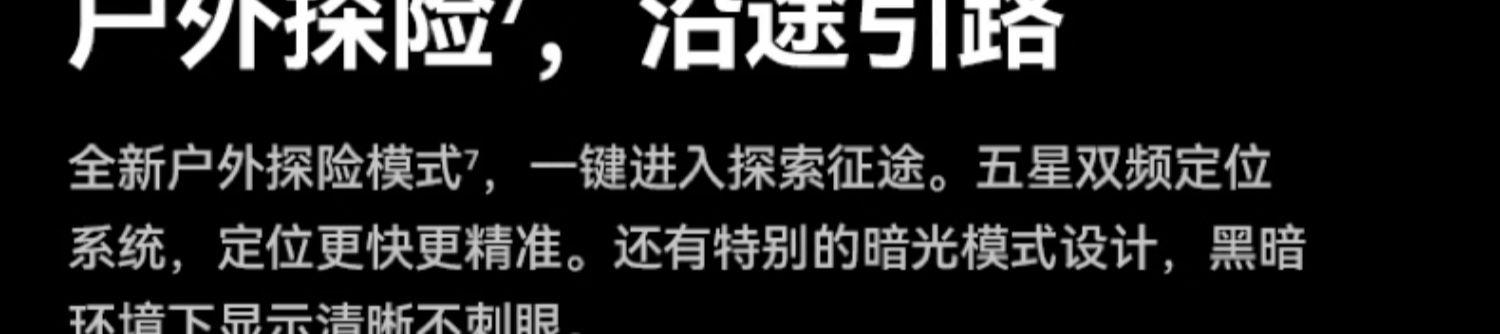 户外探险⁷，沿途引路
全新户外探险模式⁷，一键进入探索征途。五星双频定位
系统，定位更快更精准。还有特别的暗光模式设计，黑暗
环境下显示清晰不刺眼。